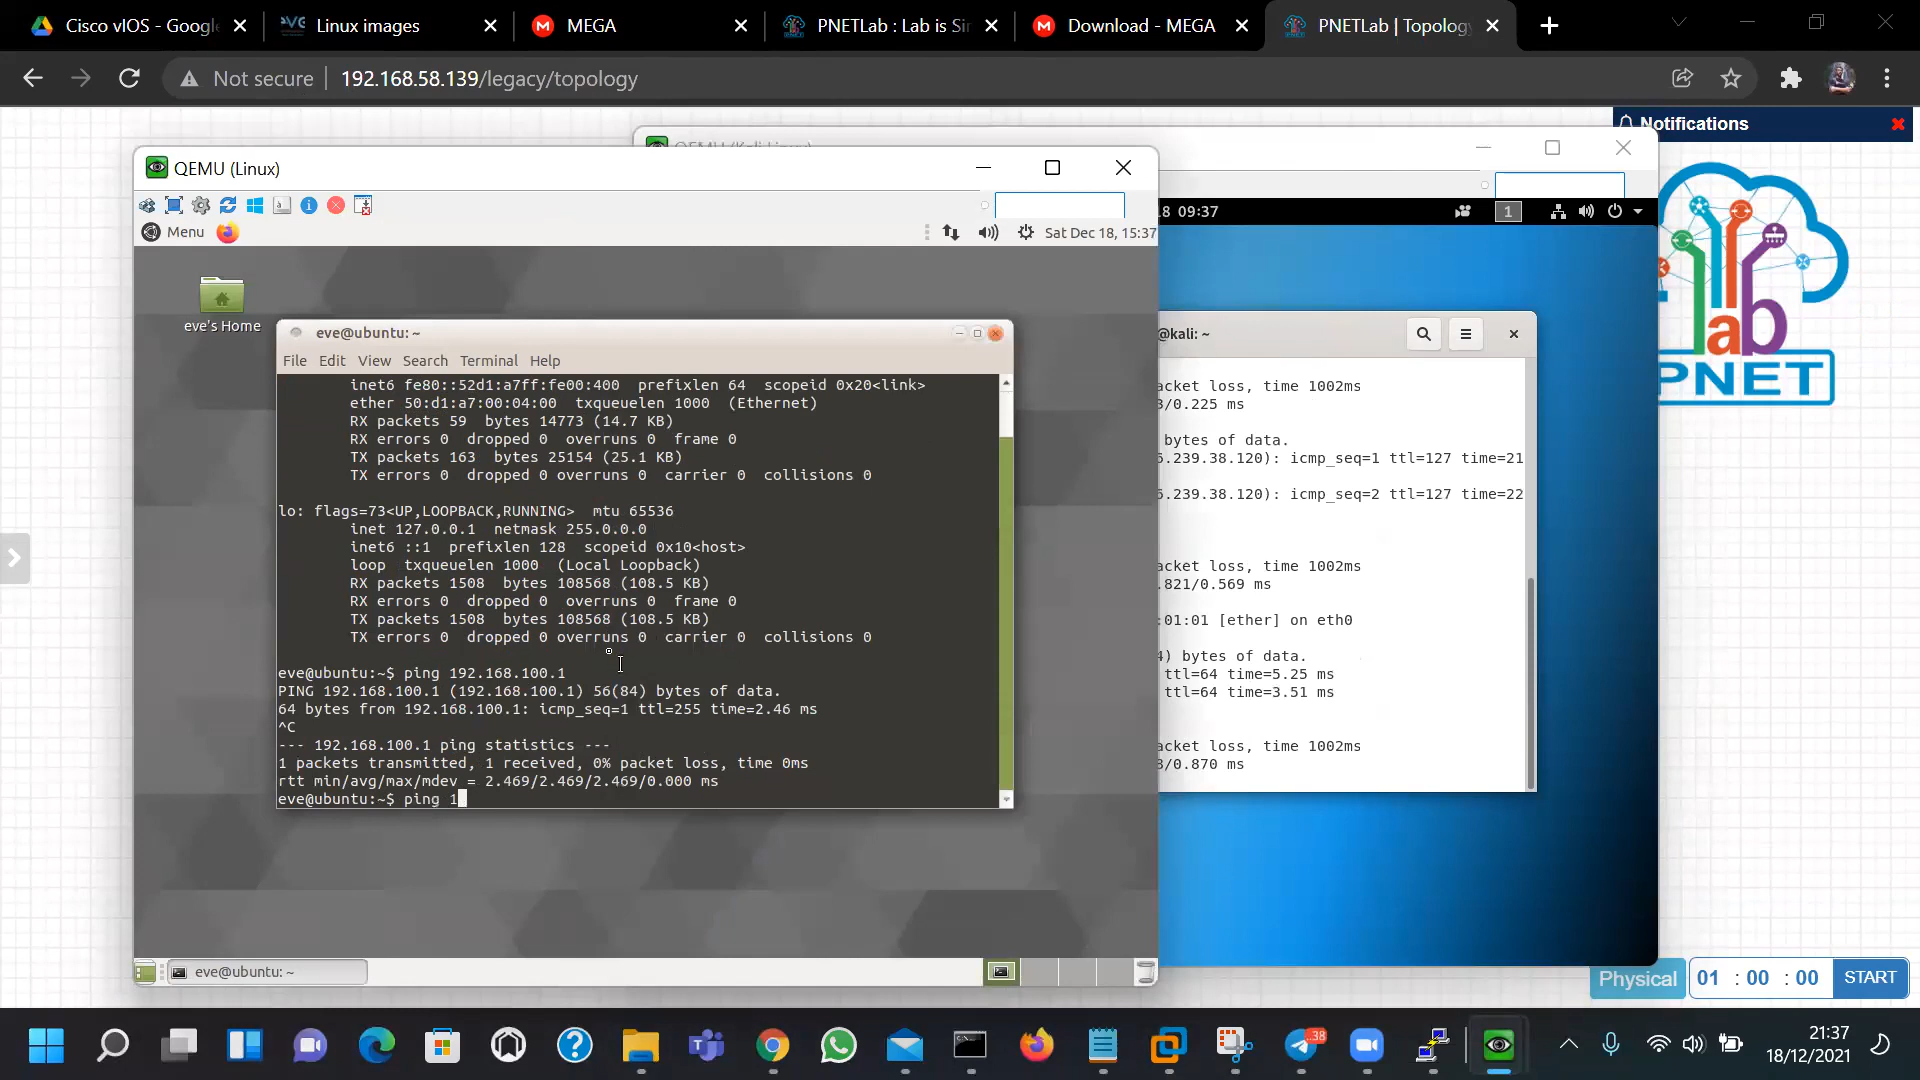 Cisco vIOS - Googl
Linux images
MEGA
PNETLab : Lab is Sin
Download - MEGA
PNETLab | Topology
Not secure
192.168.58.139/legacy/topology
Notifications
QEMU (Linux)
Menu
Sat Dec 18, 15:37
18 09:37
1
eve's Home
eve@ubuntu: ~
File Edit View Search Terminal Help
inet6 fe80::52d1:a7ff:fe00:400 prefixlen 64 scopeid 0x20<link>
ether 50:d1:a7:00:04:00 txqueuelen 1000 (Ethernet)
RX packets 59 bytes 14773 (14.7 KB)
RX errors 0 dropped 0 overruns 0 frame 0
TX packets 163 bytes 25154 (25.1 KB)
TX errors 0 dropped 0 overruns 0 carrier 0 collisions 0
lo: flags=73<UP,LOOPBACK,RUNNING> mtu 65536
inet 127.0.0.1 netmask 255.0.0.0
inet6 ::1 prefixlen 128 scopeid 0x10<host>
loop txqueuelen 1000 (Local Loopback)
RX packets 1508 bytes 108568 (108.5 KB)
RX errors 0 dropped 0 overruns 0 frame 0
TX packets 1508 bytes 108568 (108.5 KB)
TX errors 0 dropped 0 overruns 0 carrier 0 collisions 0
eve@ubuntu:~$ ping 192.168.100.1
PING 192.168.100.1 (192.168.100.1) 56(84) bytes of data.
64 bytes from 192.168.100.1: icmp_seq=1 ttl=255 time=2.46 ms
^C
--- 192.168.100.1 ping statistics ---
1 packets transmitted, 1 received, 0% packet loss, time 0ms
rtt min/avg/max/mdev = 2.469/2.469/2.469/0.000 ms
eve@ubuntu:~$ ping 1
@kali: ~
acket loss, time 1002ms
3/0.225 ms
bytes of data.
5.239.38.120): icmp_seq=1 ttl=127 time=21
5.239.38.120): icmp_seq=2 ttl=127 time=22
acket loss, time 1002ms
.821/0.569 ms
:01:01 [ether] on eth0
4) bytes of data.
ttl=64 time=5.25 ms
ttl=64 time=3.51 ms
acket loss, time 1002ms
3/0.870 ms
lab
PNET
eve@ubuntu: ~
Physical
01 : 00 : 00
START
38
21:37
18/12/2021